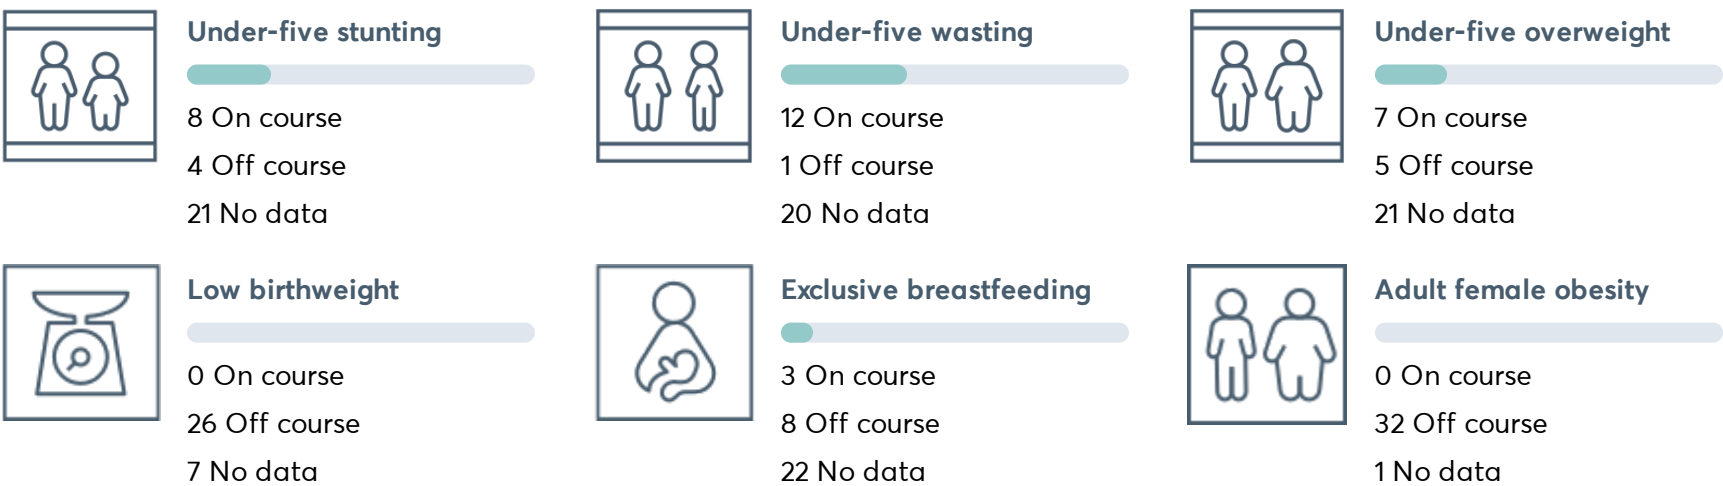 Under-five stunting
8 On course
4 Off course
21 No data
Under-five wasting
12 On course
1 Off course
20 No data
Under-five overweight
7 On course
5 Off course
21 No data
Low birthweight
0 On course
26 Off course
7 No data
Exclusive breastfeeding
3 On course
8 Off course
22 No data
Adult female obesity
0 On course
32 Off course
1 No data